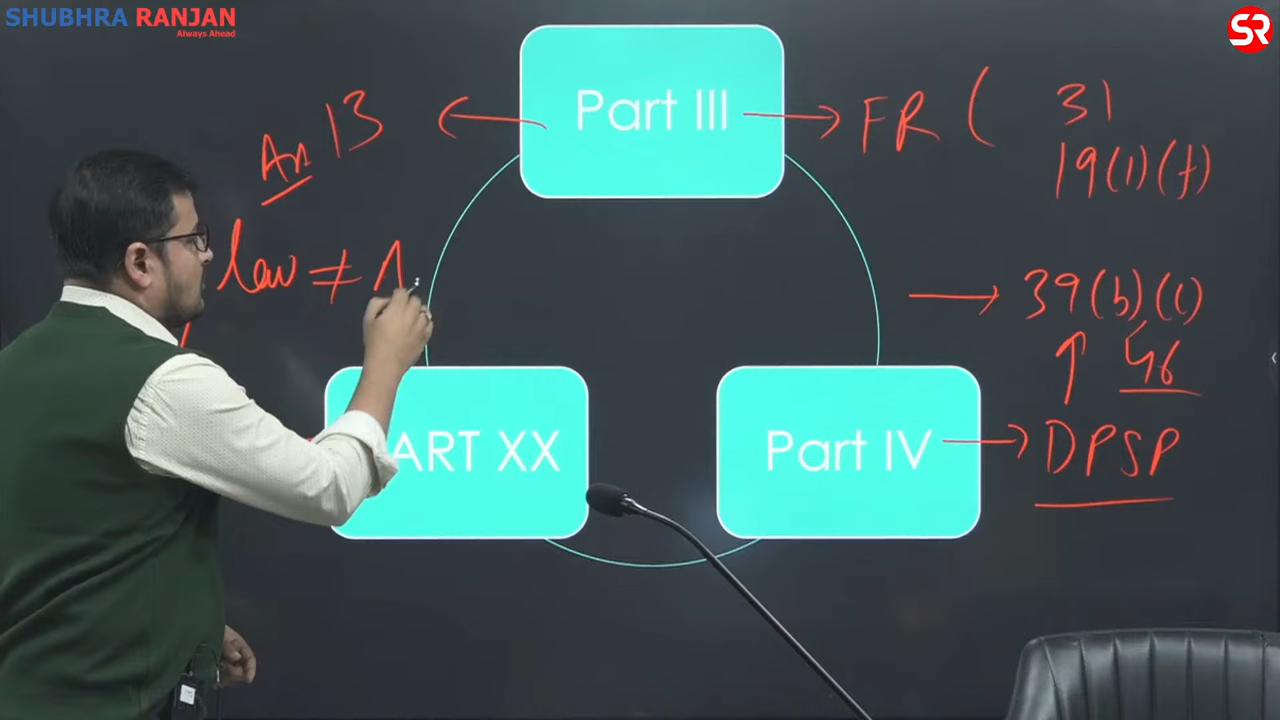 SHUBHRA RANJAN
Always Ahead
SR
Part III
FR (
31
19(1)(f)
Art 13
law ≠ A
39(b)(c)
46
ART XX
Part IV
DPSP